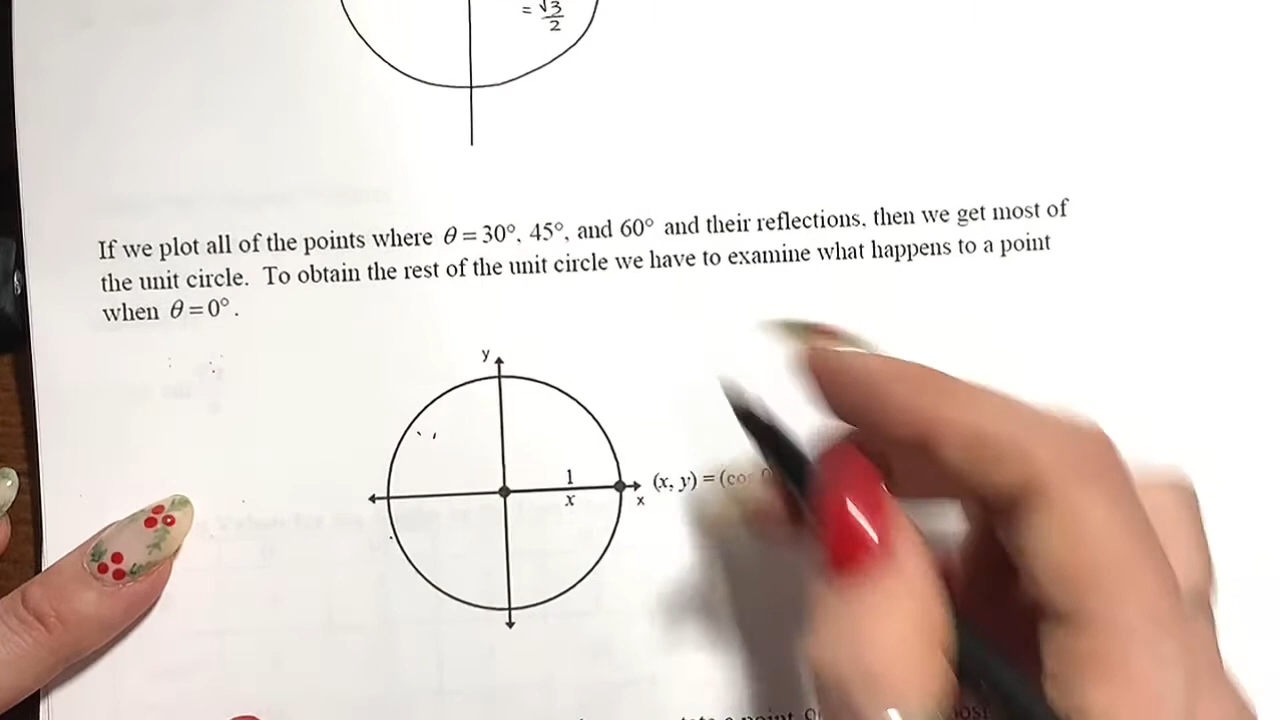 = √3/2
If we plot all of the points where θ = 30°, 45°, and 60° and their reflections, then we get most of
the unit circle. To obtain the rest of the unit circle we have to examine what happens to a point
when θ = 0°.
y
1
x
(x, y) = (co
x
a point